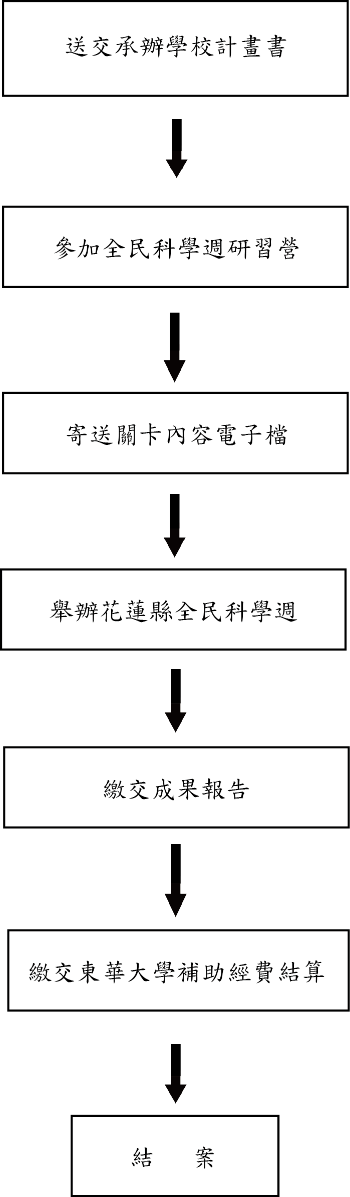 送交承辦學校計畫書
參加全民科學週研習營
寄送關卡內容電子檔
舉辦花蓮縣全民科學週
繳交成果報告
繳交東華大學補助經費結算
結　　案